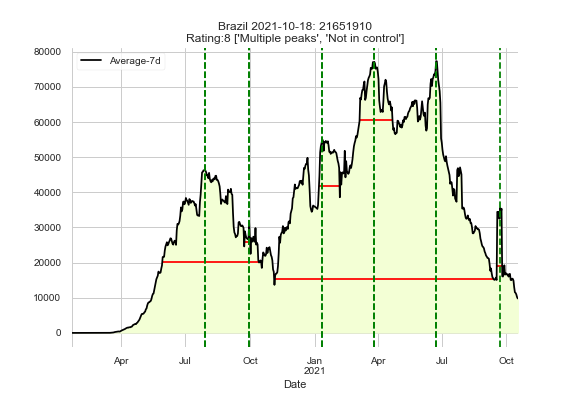 Brazil 2021-10-18: 21651910
Rating:8 ['Multiple peaks', 'Not in control']
80000
Average-7d
70000
60000
50000
40000
30000
20000
10000
0
Apr Jul Oct Jan Apr Jul Oct
2021
Date